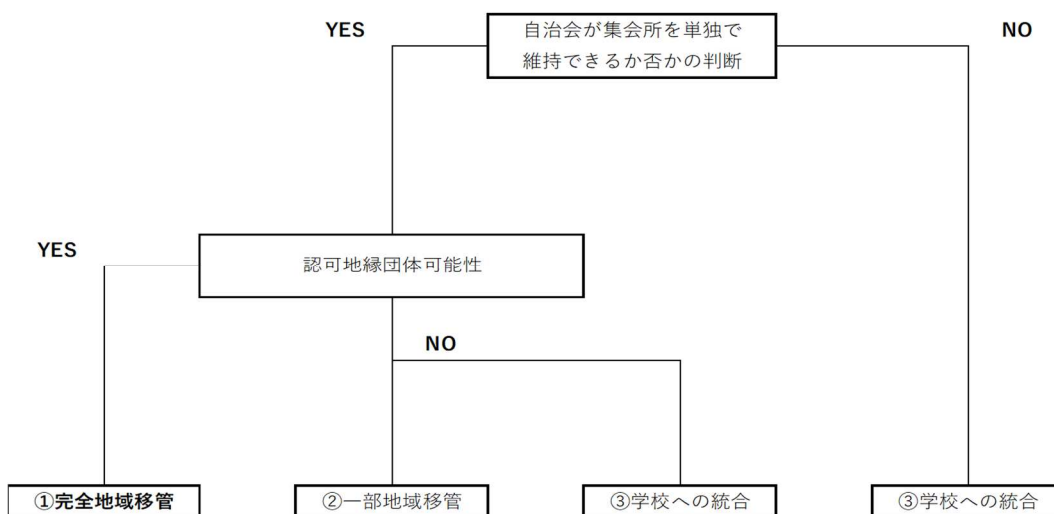 YES
自治会が集会所を単独で
維持できるか否かの判断
NO
YES
認可地縁団体可能性
NO
①完全地域移管
②一部地域移管
③学校への統合
③学校への統合